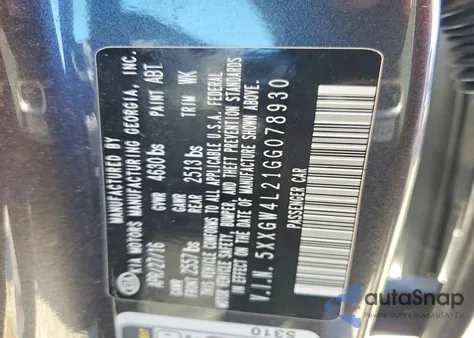 KIA
MANUFACTURED BY
KIA MOTORS MANUFACTURING GEORGIA, INC.
APR/27/16 GVWR 4630 lbs PAINT ABT
GAWR FRONT 2557 lbs GAWR REAR 2513 lbs TRIM WK
THIS VEHICLE CONFORMS TO ALL APPLICABLE U.S.A. FEDERAL
MOTOR VEHICLE SAFETY, BUMPER, AND THEFT PREVENTION STANDARDS
IN EFFECT ON THE DATE OF MANUFACTURE SHOWN ABOVE.
V.I.N. 5XXGW4L21GG078930
PASSENGER CAR
5310
autoSnap